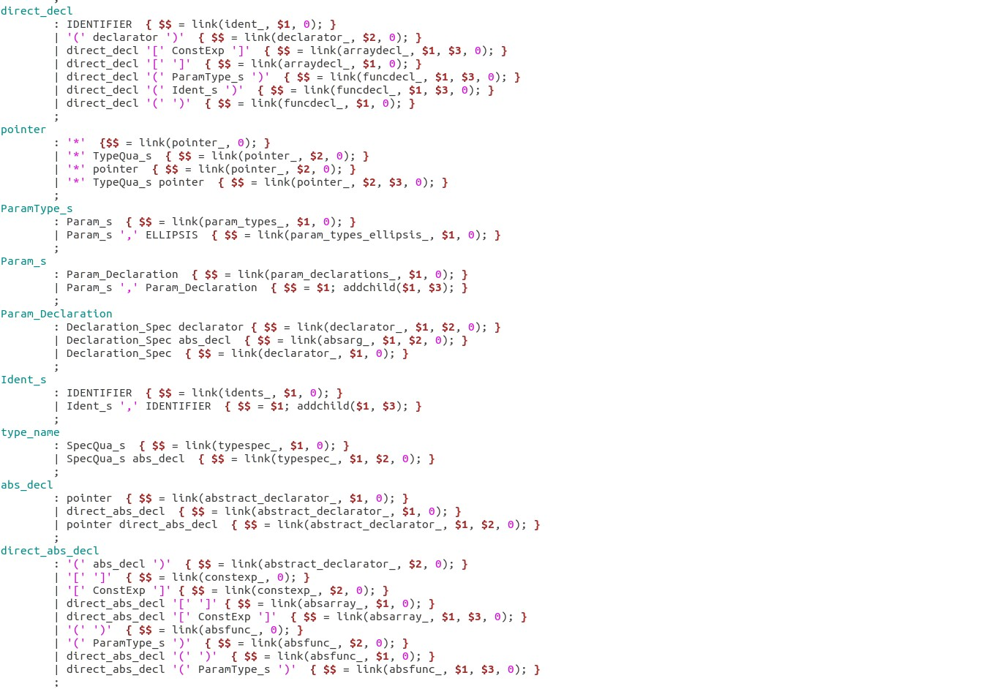 ;
direct_decl
        : IDENTIFIER  { $$ = link(ident_, $1, 0); }
        | '(' declarator ')'  { $$ = link(declarator_, $2, 0); }
        | direct_decl '[' ConstExp ']'  { $$ = link(arraydecl_, $1, $3, 0); }
        | direct_decl '[' ']'  { $$ = link(arraydecl_, $1, 0); }
        | direct_decl '(' ParamType_s ')'  { $$ = link(funcdecl_, $1, $3, 0); }
        | direct_decl '(' Ident_s ')'  { $$ = link(funcdecl_, $1, $3, 0); }
        | direct_decl '(' ')'  { $$ = link(funcdecl_, $1, 0); }
        ;
pointer
        : '*'  {$$ = link(pointer_, 0); }
        | '*' TypeQua_s  { $$ = link(pointer_, $2, 0); }
        | '*' pointer  { $$ = link(pointer_, $2, 0); }
        | '*' TypeQua_s pointer  { $$ = link(pointer_, $2, $3, 0); }
        ;
ParamType_s
        : Param_s  { $$ = link(param_types_, $1, 0); }
        | Param_s ',' ELLIPSIS  { $$ = link(param_types_ellipsis_, $1, 0); }
        ;
Param_s
        : Param_Declaration  { $$ = link(param_declarations_, $1, 0); }
        | Param_s ',' Param_Declaration  { $$ = $1; addchild($1, $3); }
        ;
Param_Declaration
        : Declaration_Spec declarator { $$ = link(declarator_, $1, $2, 0); }
        | Declaration_Spec abs_decl  { $$ = link(absarg_, $1, $2, 0); }
        | Declaration_Spec  { $$ = link(declarator_, $1, 0); }
        ;
Ident_s
        : IDENTIFIER  { $$ = link(idents_, $1, 0); }
        | Ident_s ',' IDENTIFIER  { $$ = $1; addchild($1, $3); }
        ;
type_name
        : SpecQua_s  { $$ = link(typespec_, $1, 0); }
        | SpecQua_s abs_decl  { $$ = link(typespec_, $1, $2, 0); }
        ;
abs_decl
        : pointer  { $$ = link(abstract_declarator_, $1, 0); }
        | direct_abs_decl  { $$ = link(abstract_declarator_, $1, 0); }
        | pointer direct_abs_decl  { $$ = link(abstract_declarator_, $1, $2, 0); }
        ;
direct_abs_decl
        : '(' abs_decl ')'  { $$ = link(abstract_declarator_, $2, 0); }
        | '[' ']'  { $$ = link(constexp_, 0); }
        | '[' ConstExp ']' { $$ = link(constexp_, $2, 0); }
        | direct_abs_decl '[' ']' { $$ = link(absarray_, $1, 0); }
        | direct_abs_decl '[' ConstExp ']'  { $$ = link(absarray_, $1, $3, 0); }
        | '(' ')'  { $$ = link(absfunc_, 0); }
        | '(' ParamType_s ')'  { $$ = link(absfunc_, $2, 0); }
        | direct_abs_decl '(' ')'  { $$ = link(absfunc_, $1, 0); }
        | direct_abs_decl '(' ParamType_s ')'  { $$ = link(absfunc_, $1, $3, 0); }
        ;